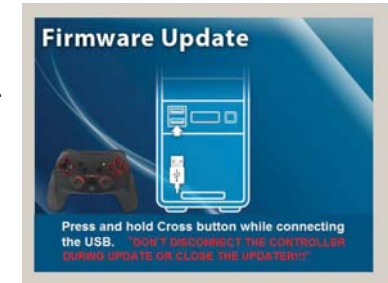 Firmware Update
Press and hold Cross button while connecting
the USB. "DON'T DISCONNECT THE CONTROLLER
DURING UPDATE OR CLOSE THE UPDATER!!!"